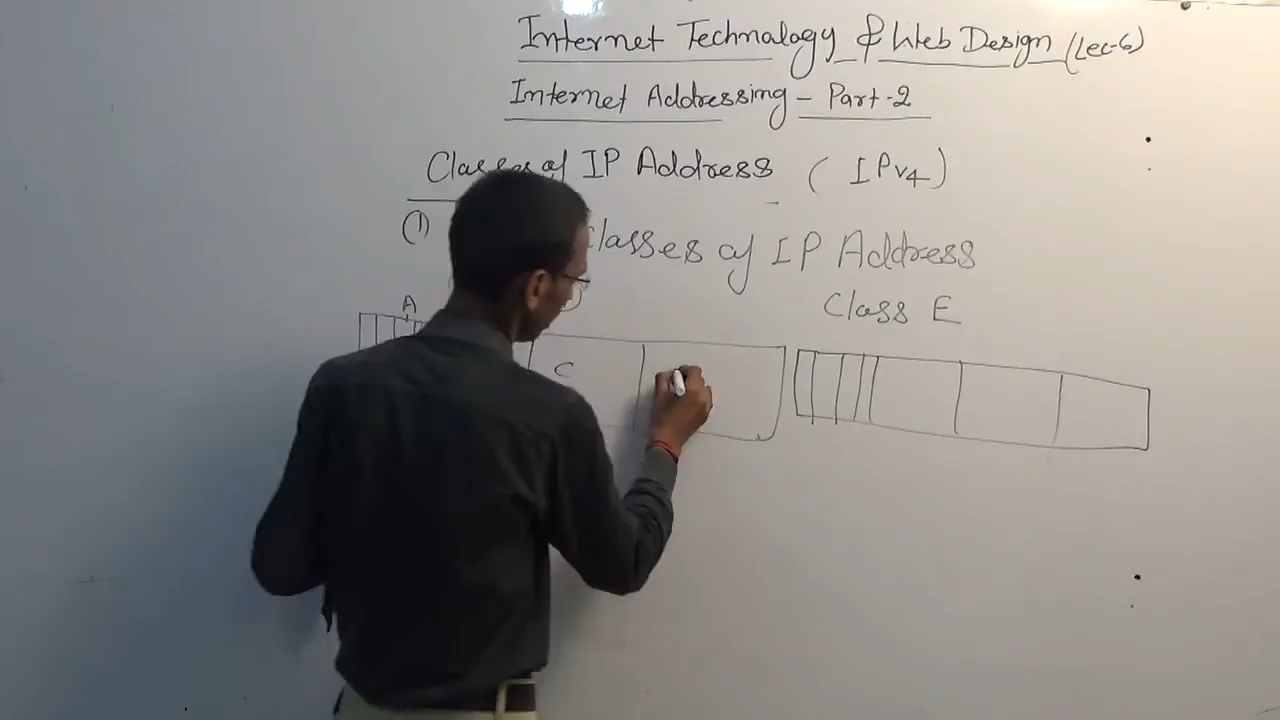 Internet Technalogy & Web Design (Lec-6)
Internet Addressing - Part-2
Classes of IP Address ( IPv4 )
(1) Classes of IP Address
Class E
A
C